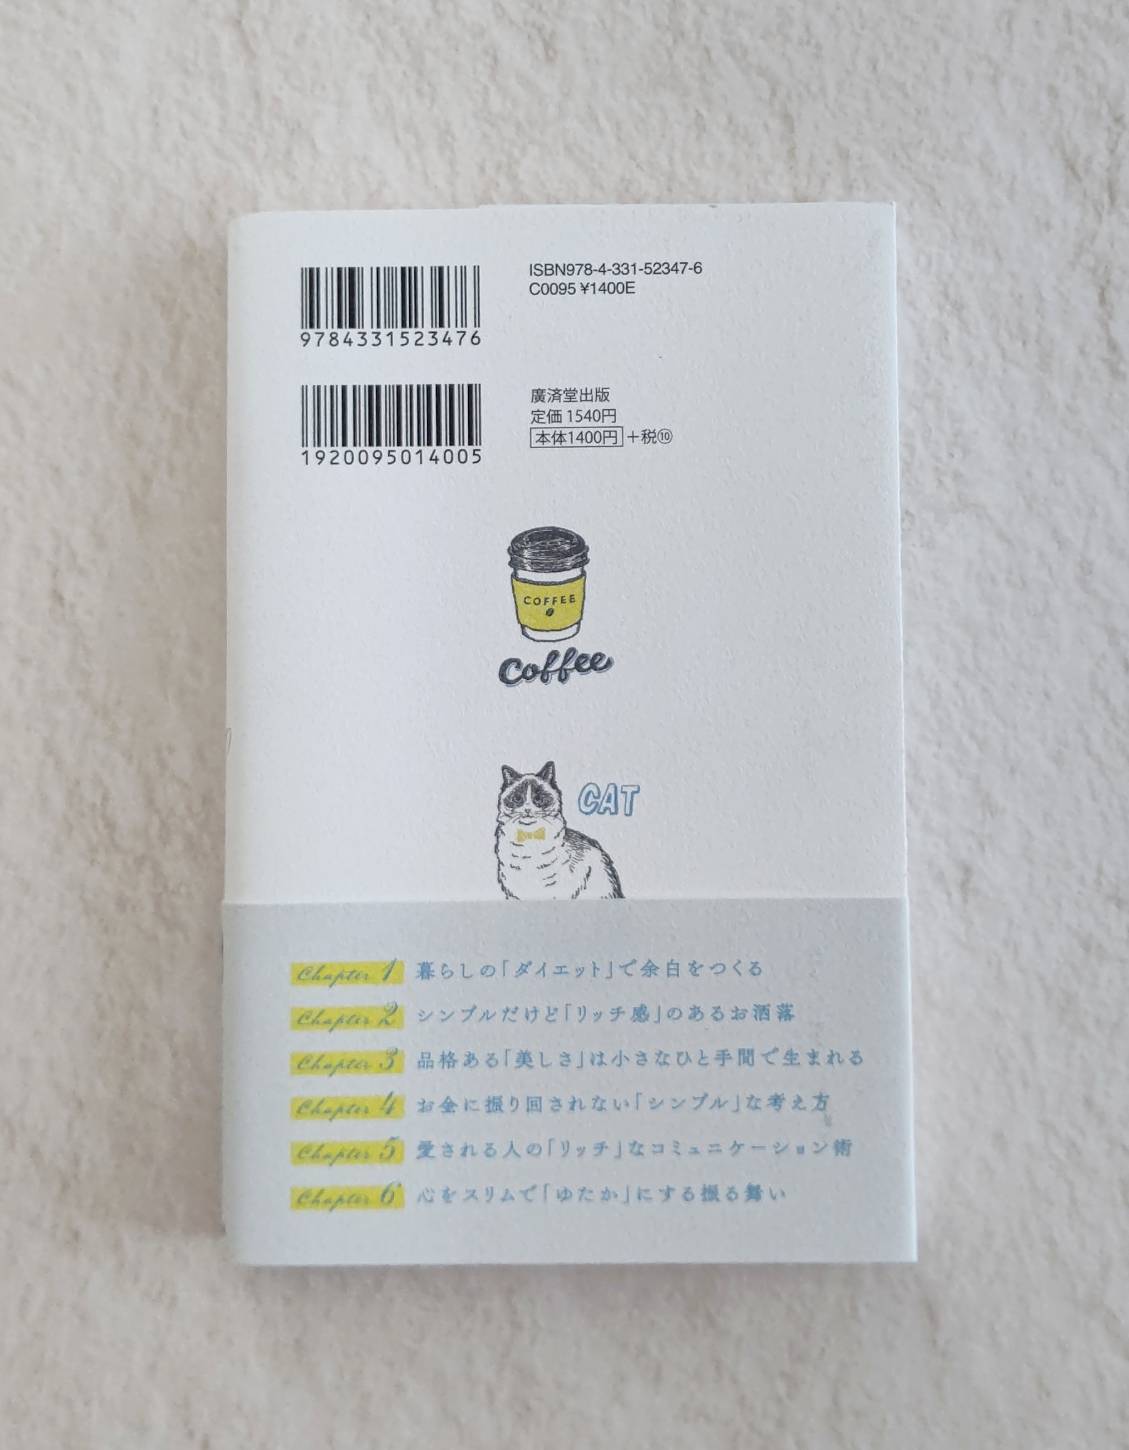 ISBN978-4-331-52347-6
C0095 ¥1400E
9784331523476
廣済堂出版
定価 1540円
本体1400円+税⑩
1920095014005
COFFEE
Coffee
CAT
Chapter 1 暮らしの「ダイエット」で余白をつくる
Chapter 2 シンプルだけど「リッチ感」のあるお洒落
Chapter 3 品格ある「美しさ」は小さなひと手間で生まれる
Chapter 4 お金に振り回されない「シンプル」な考え方
Chapter 5 愛される人の「リッチ」なコミュニケーション術
Chapter 6 心をスリムで「ゆたか」にする振る舞い